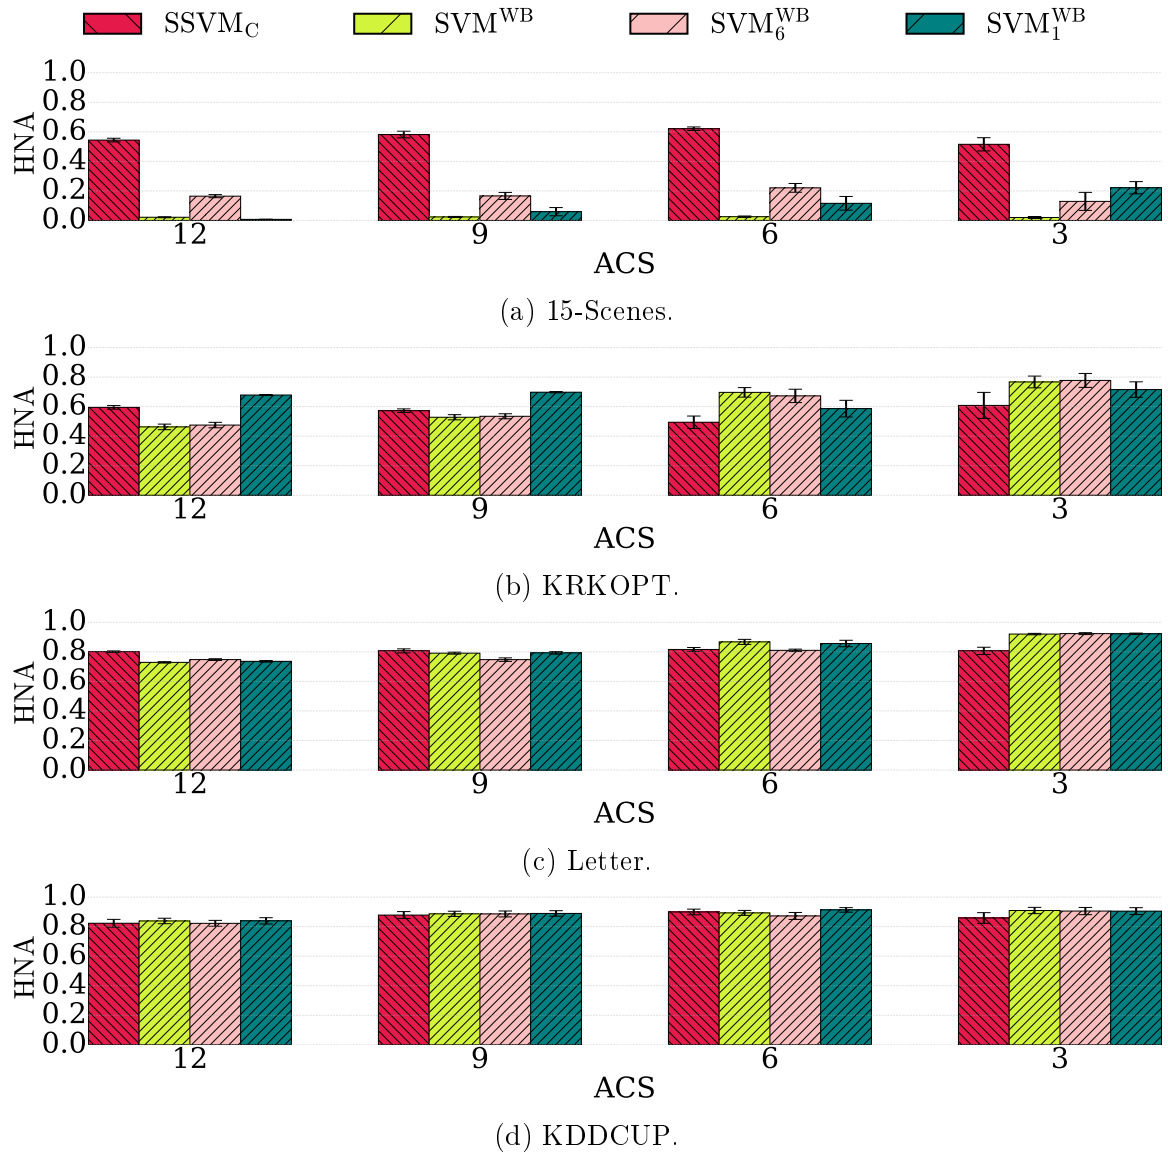 SSVM_C SVM^WB SVM_6^WB SVM_1^WB
1.0
0.8
0.6
0.4
0.2
0.0
HNA
12 9 6 3
ACS
(a) 15-Scenes.
1.0
0.8
0.6
0.4
0.2
0.0
HNA
12 9 6 3
ACS
(b) KRKOPT.
1.0
0.8
0.6
0.4
0.2
0.0
HNA
12 9 6 3
ACS
(c) Letter.
1.0
0.8
0.6
0.4
0.2
0.0
HNA
12 9 6 3
ACS
(d) KDDCUP.